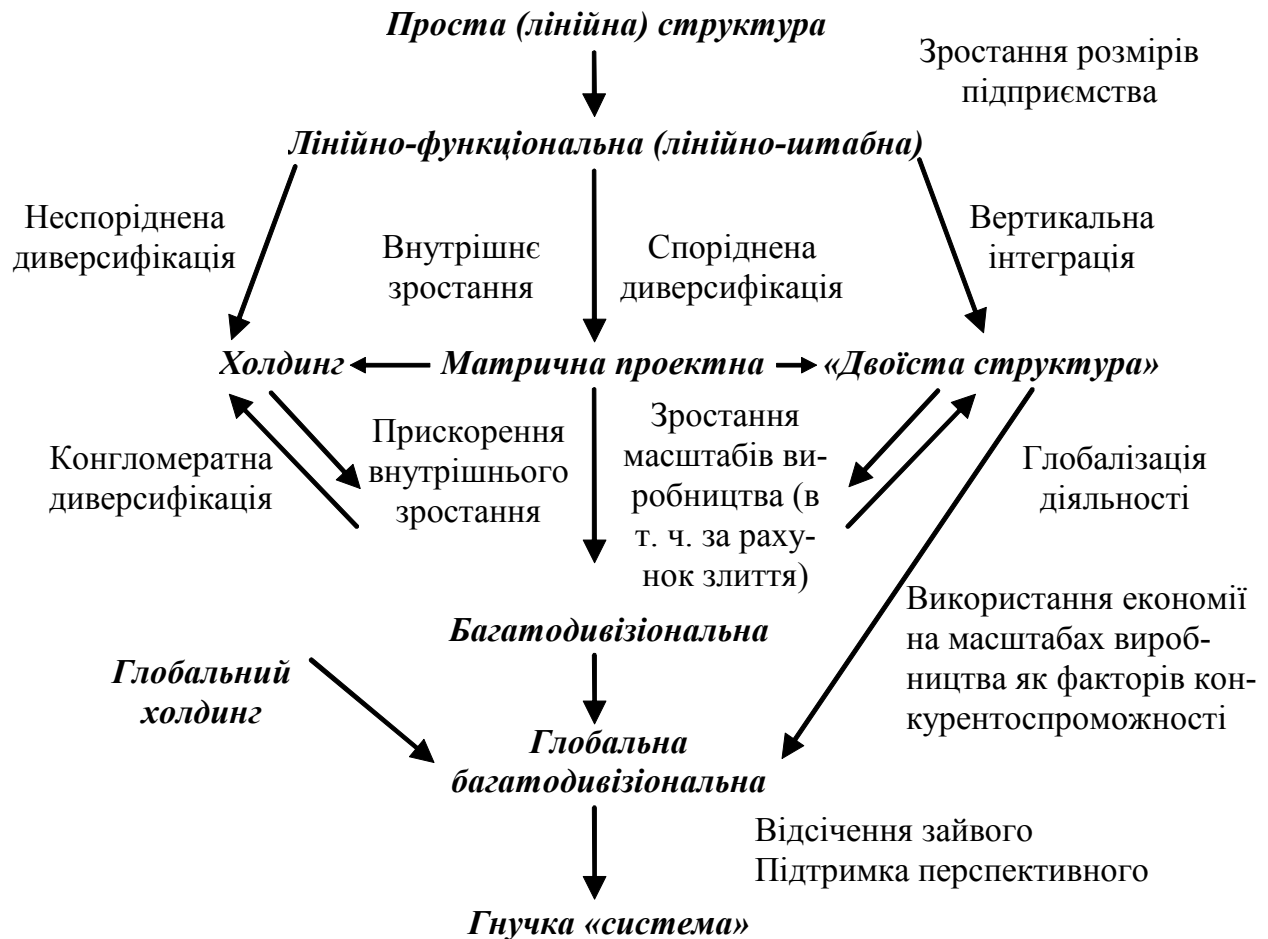 Проста (лінійна) структура
Зростання розмірів
підприємства
Лінійно-функціональна (лінійно-штабна)
Неспоріднена
диверсифікація
Внутрішнє
зростання
Споріднена
диверсифікація
Вертикальна
інтеграція
Холдинг
Матрична проектна
«Двоїста структура»
Конгломератна
диверсифікація
Прискорення
внутрішнього
зростання
Зростання
масштабів ви-
робництва (в
т. ч. за раху-
нок злиття)
Глобалізація
діяльності
Використання економії
на масштабах вироб-
ництва як факторів кон-
курентоспроможності
Багатодивізіональна
Глобальний
холдинг
Глобальна
багатодивізіональна
Відсічення зайвого
Підтримка перспективного
Гнучка «система»